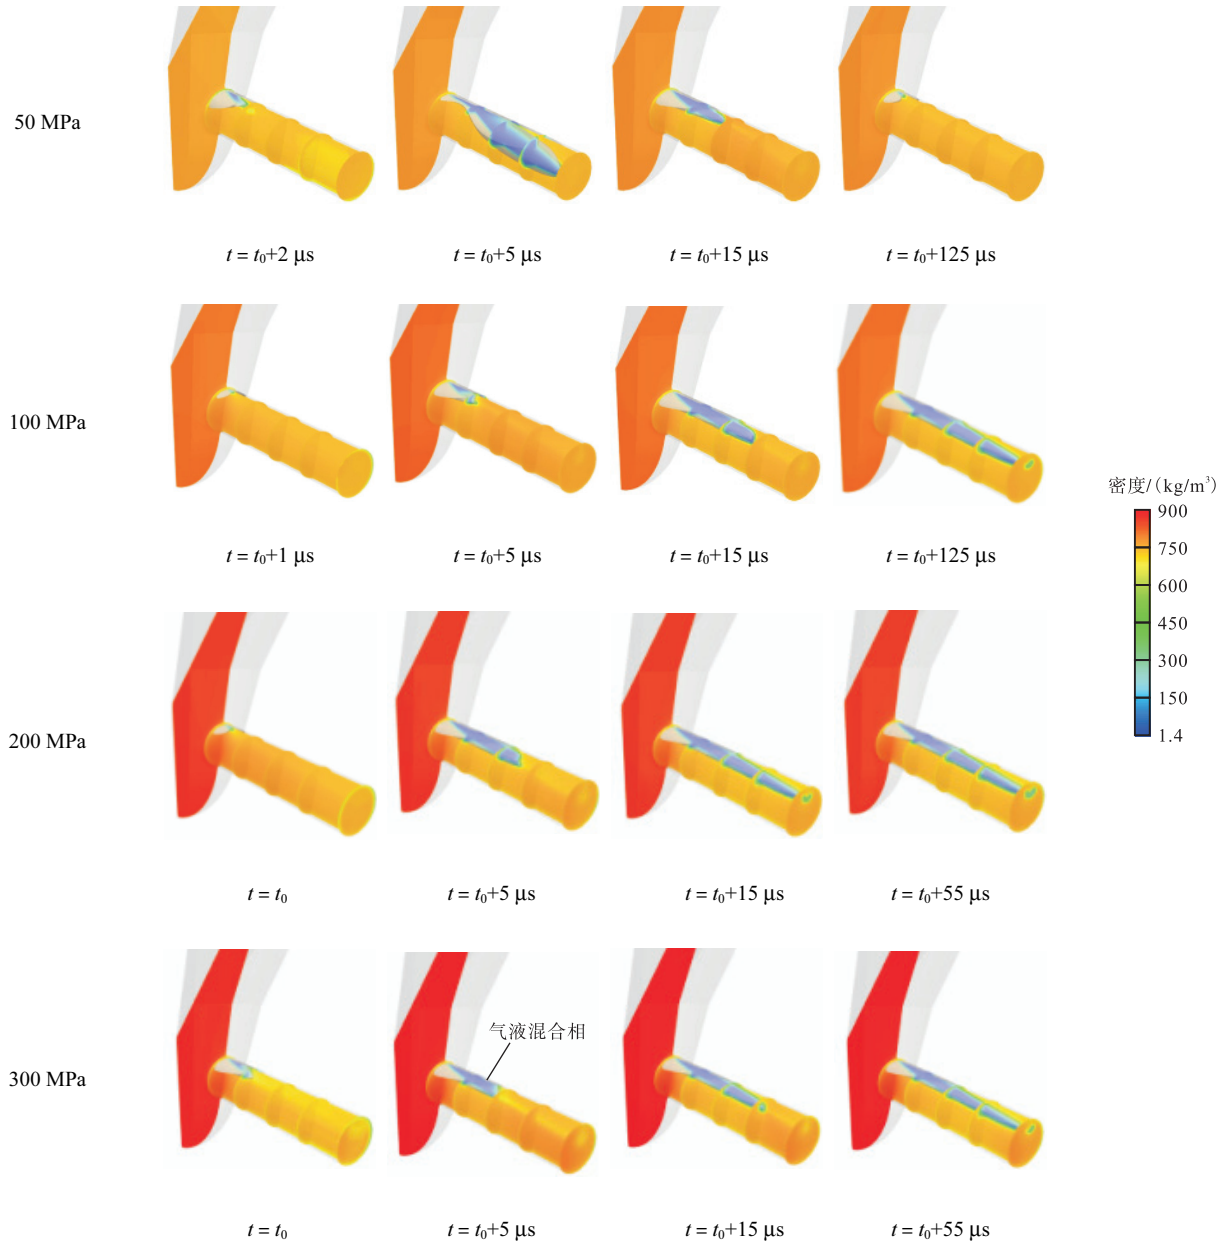 50 MPa
t = t₀+2 μs
t = t₀+5 μs
t = t₀+15 μs
t = t₀+125 μs
100 MPa
t = t₀+1 μs
t = t₀+5 μs
t = t₀+15 μs
t = t₀+125 μs
密度/(kg/m³)
900
750
600
450
300
150
1.4
200 MPa
t = t₀
t = t₀+5 μs
t = t₀+15 μs
t = t₀+55 μs
300 MPa
气液混合相
t = t₀
t = t₀+5 μs
t = t₀+15 μs
t = t₀+55 μs